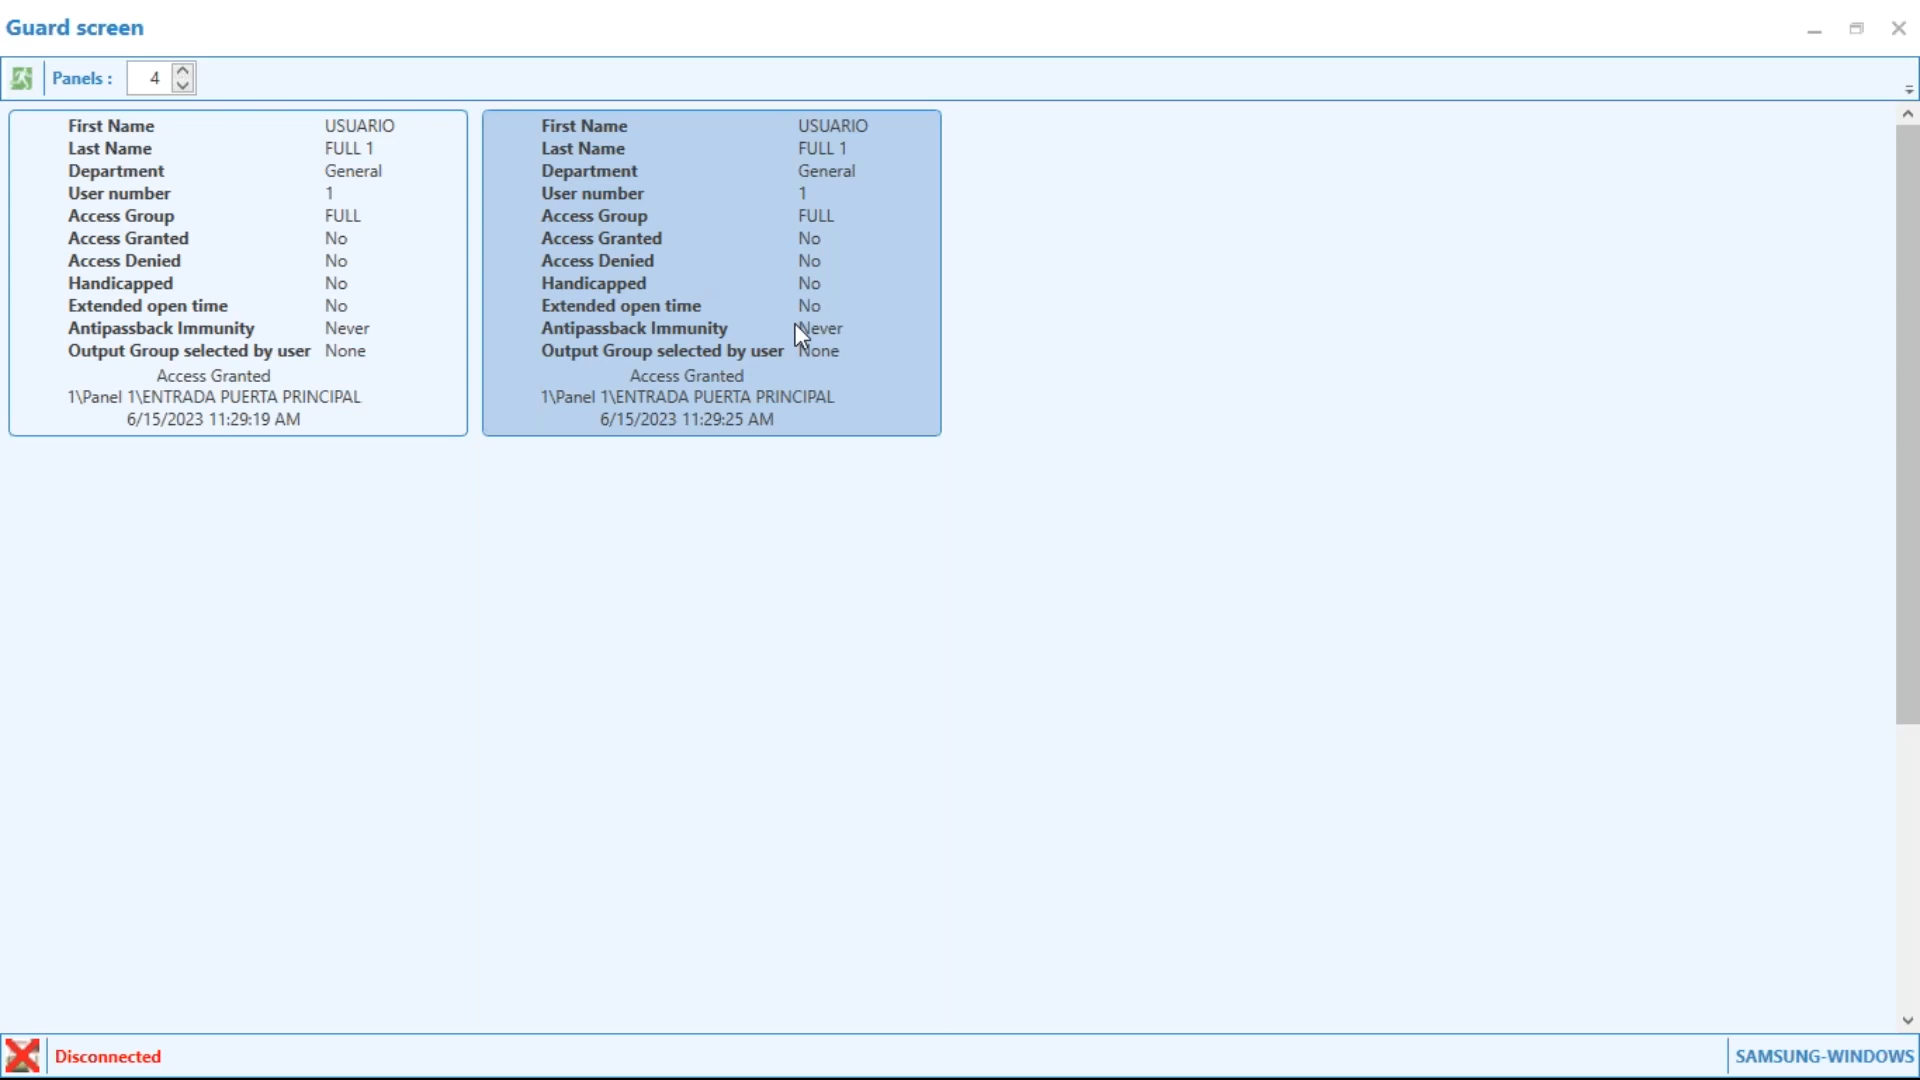 Guard screen
Panels : 4
First Name USUARIO
Last Name FULL 1
Department General
User number 1
Access Group FULL
Access Granted No
Access Denied No
Handicapped No
Extended open time No
Antipassback Immunity Never
Output Group selected by user None
Access Granted
1\Panel 1\ENTRADA PUERTA PRINCIPAL
6/15/2023 11:29:19 AM
First Name USUARIO
Last Name FULL 1
Department General
User number 1
Access Group FULL
Access Granted No
Access Denied No
Handicapped No
Extended open time No
Antipassback Immunity Never
Output Group selected by user None
Access Granted
1\Panel 1\ENTRADA PUERTA PRINCIPAL
6/15/2023 11:29:25 AM
Disconnected
SAMSUNG-WINDOWS